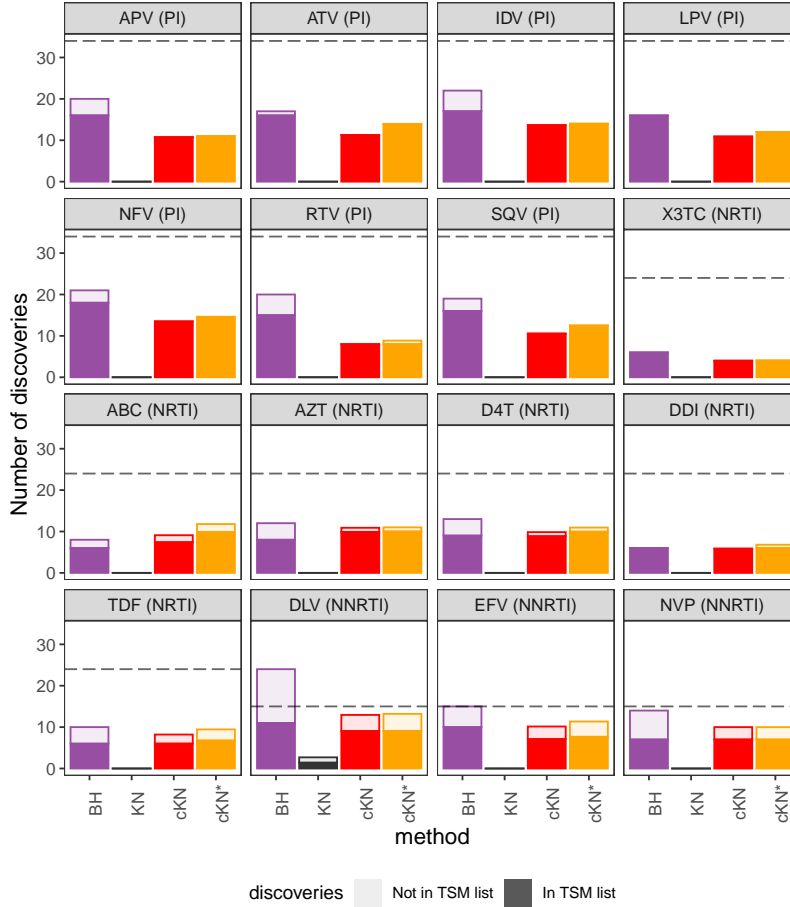 APV (PI) ATV (PI) IDV (PI) LPV (PI)
30
20
10
0
NFV (PI) RTV (PI) SQV (PI) X3TC (NRTI)
30
20
10
0
Number of discoveries
ABC (NRTI) AZT (NRTI) D4T (NRTI) DDI (NRTI)
30
20
10
0
TDF (NRTI) DLV (NNRTI) EFV (NNRTI) NVP (NNRTI)
30
20
10
0
BH KN cKN cKN* BH KN cKN cKN* BH KN cKN cKN* BH KN cKN cKN*
method
discoveries Not in TSM list In TSM list